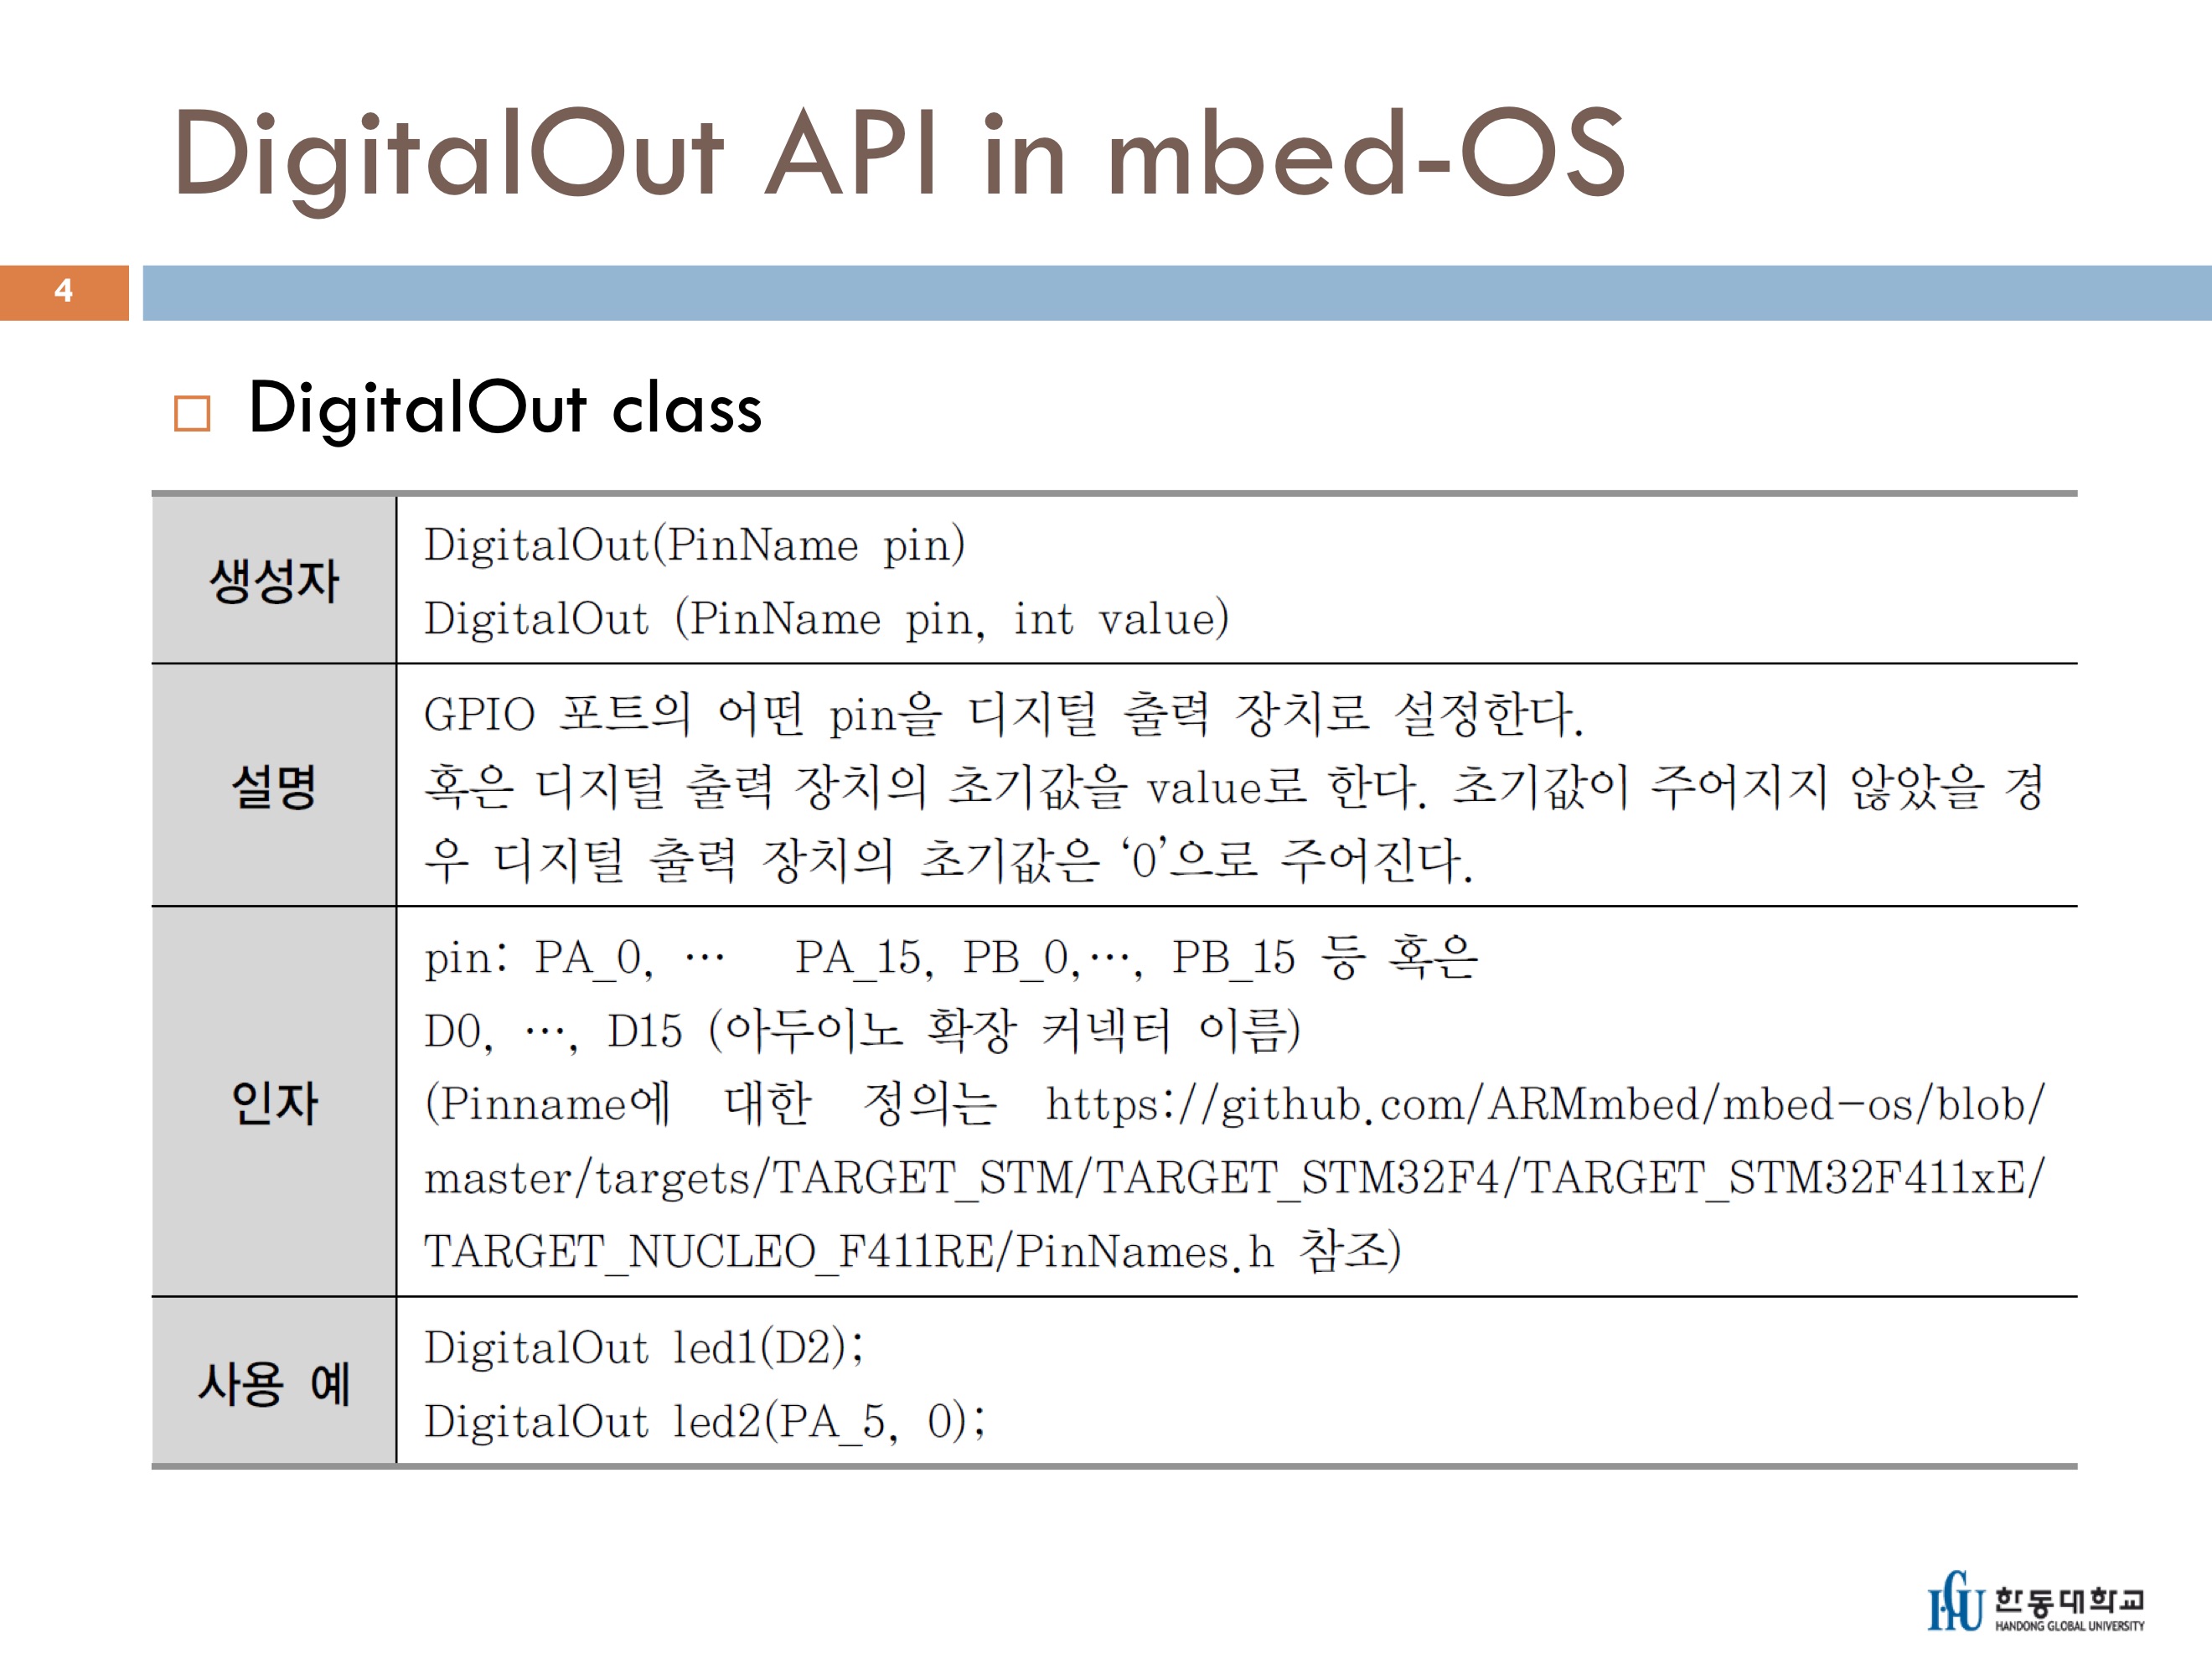 DigitalOut API in mbed-OS
4
DigitalOut class
생성자
DigitalOut(PinName pin)
DigitalOut (PinName pin, int value)
설명
GPIO 포트의 어떤 pin을 디지털 출력 장치로 설정한다.
혹은 디지털 출력 장치의 초기값을 value로 한다. 초기값이 주어지지 않았을 경
우 디지털 출력 장치의 초기값은 ‘0’으로 주어진다.
인자
pin: PA_0, … PA_15, PB_0,…, PB_15 등 혹은
D0, …, D15 (아두이노 확장 커넥터 이름)
(Pinname에 대한 정의는 https://github.com/ARMmbed/mbed-os/blob/
master/targets/TARGET_STM/TARGET_STM32F4/TARGET_STM32F411xE/
TARGET_NUCLEO_F411RE/PinNames.h 참조)
사용 예
DigitalOut led1(D2);
DigitalOut led2(PA_5, 0);
HGU 한동대학교
HANDONG GLOBAL UNIVERSITY